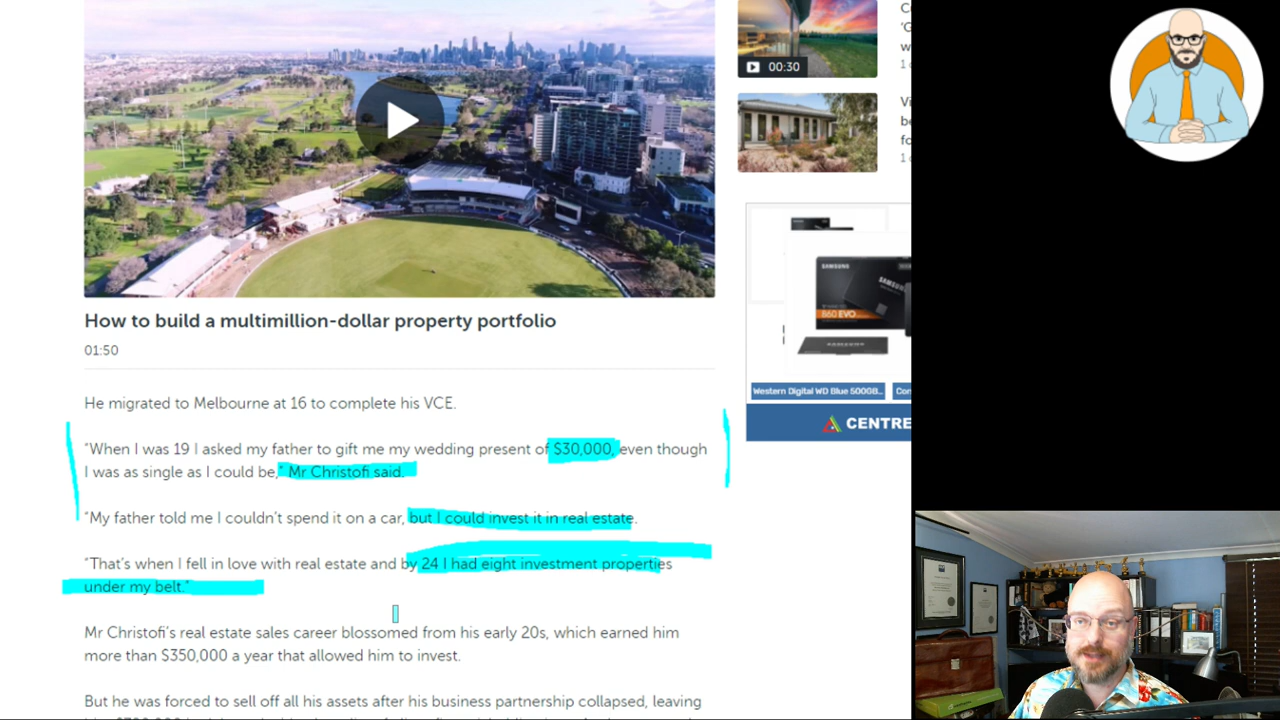 00:30
How to build a multimillion-dollar property portfolio
01:50
He migrated to Melbourne at 16 to complete his VCE.
“When I was 19 I asked my father to gift me my wedding present of $30,000, even though
I was as single as I could be,” Mr Christofi said.
“My father told me I couldn’t spend it on a car, but I could invest it in real estate.
“That’s when I fell in love with real estate and by 24 I had eight investment properties
under my belt.”
Mr Christofi’s real estate sales career blossomed from his early 20s, which earned him
more than $350,000 a year that allowed him to invest.
But he was forced to sell off all his assets after his business partnership collapsed, leaving
SAMSUNG
SAMSUNG
860 EVO
SAMSUNG
Western Digital WD Blue 500GB...
CENTRE